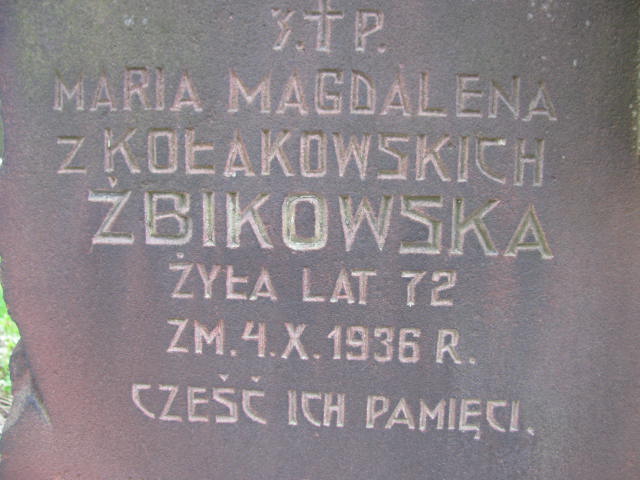 Ś.†P.
MARIA MAGDALENA
Z KOŁAKOWSKICH
ŻBIKOWSKA
ŻYŁA LAT 72
ZM. 4. X. 1936 R.
CZEŚĆ ICH PAMIĘCI.